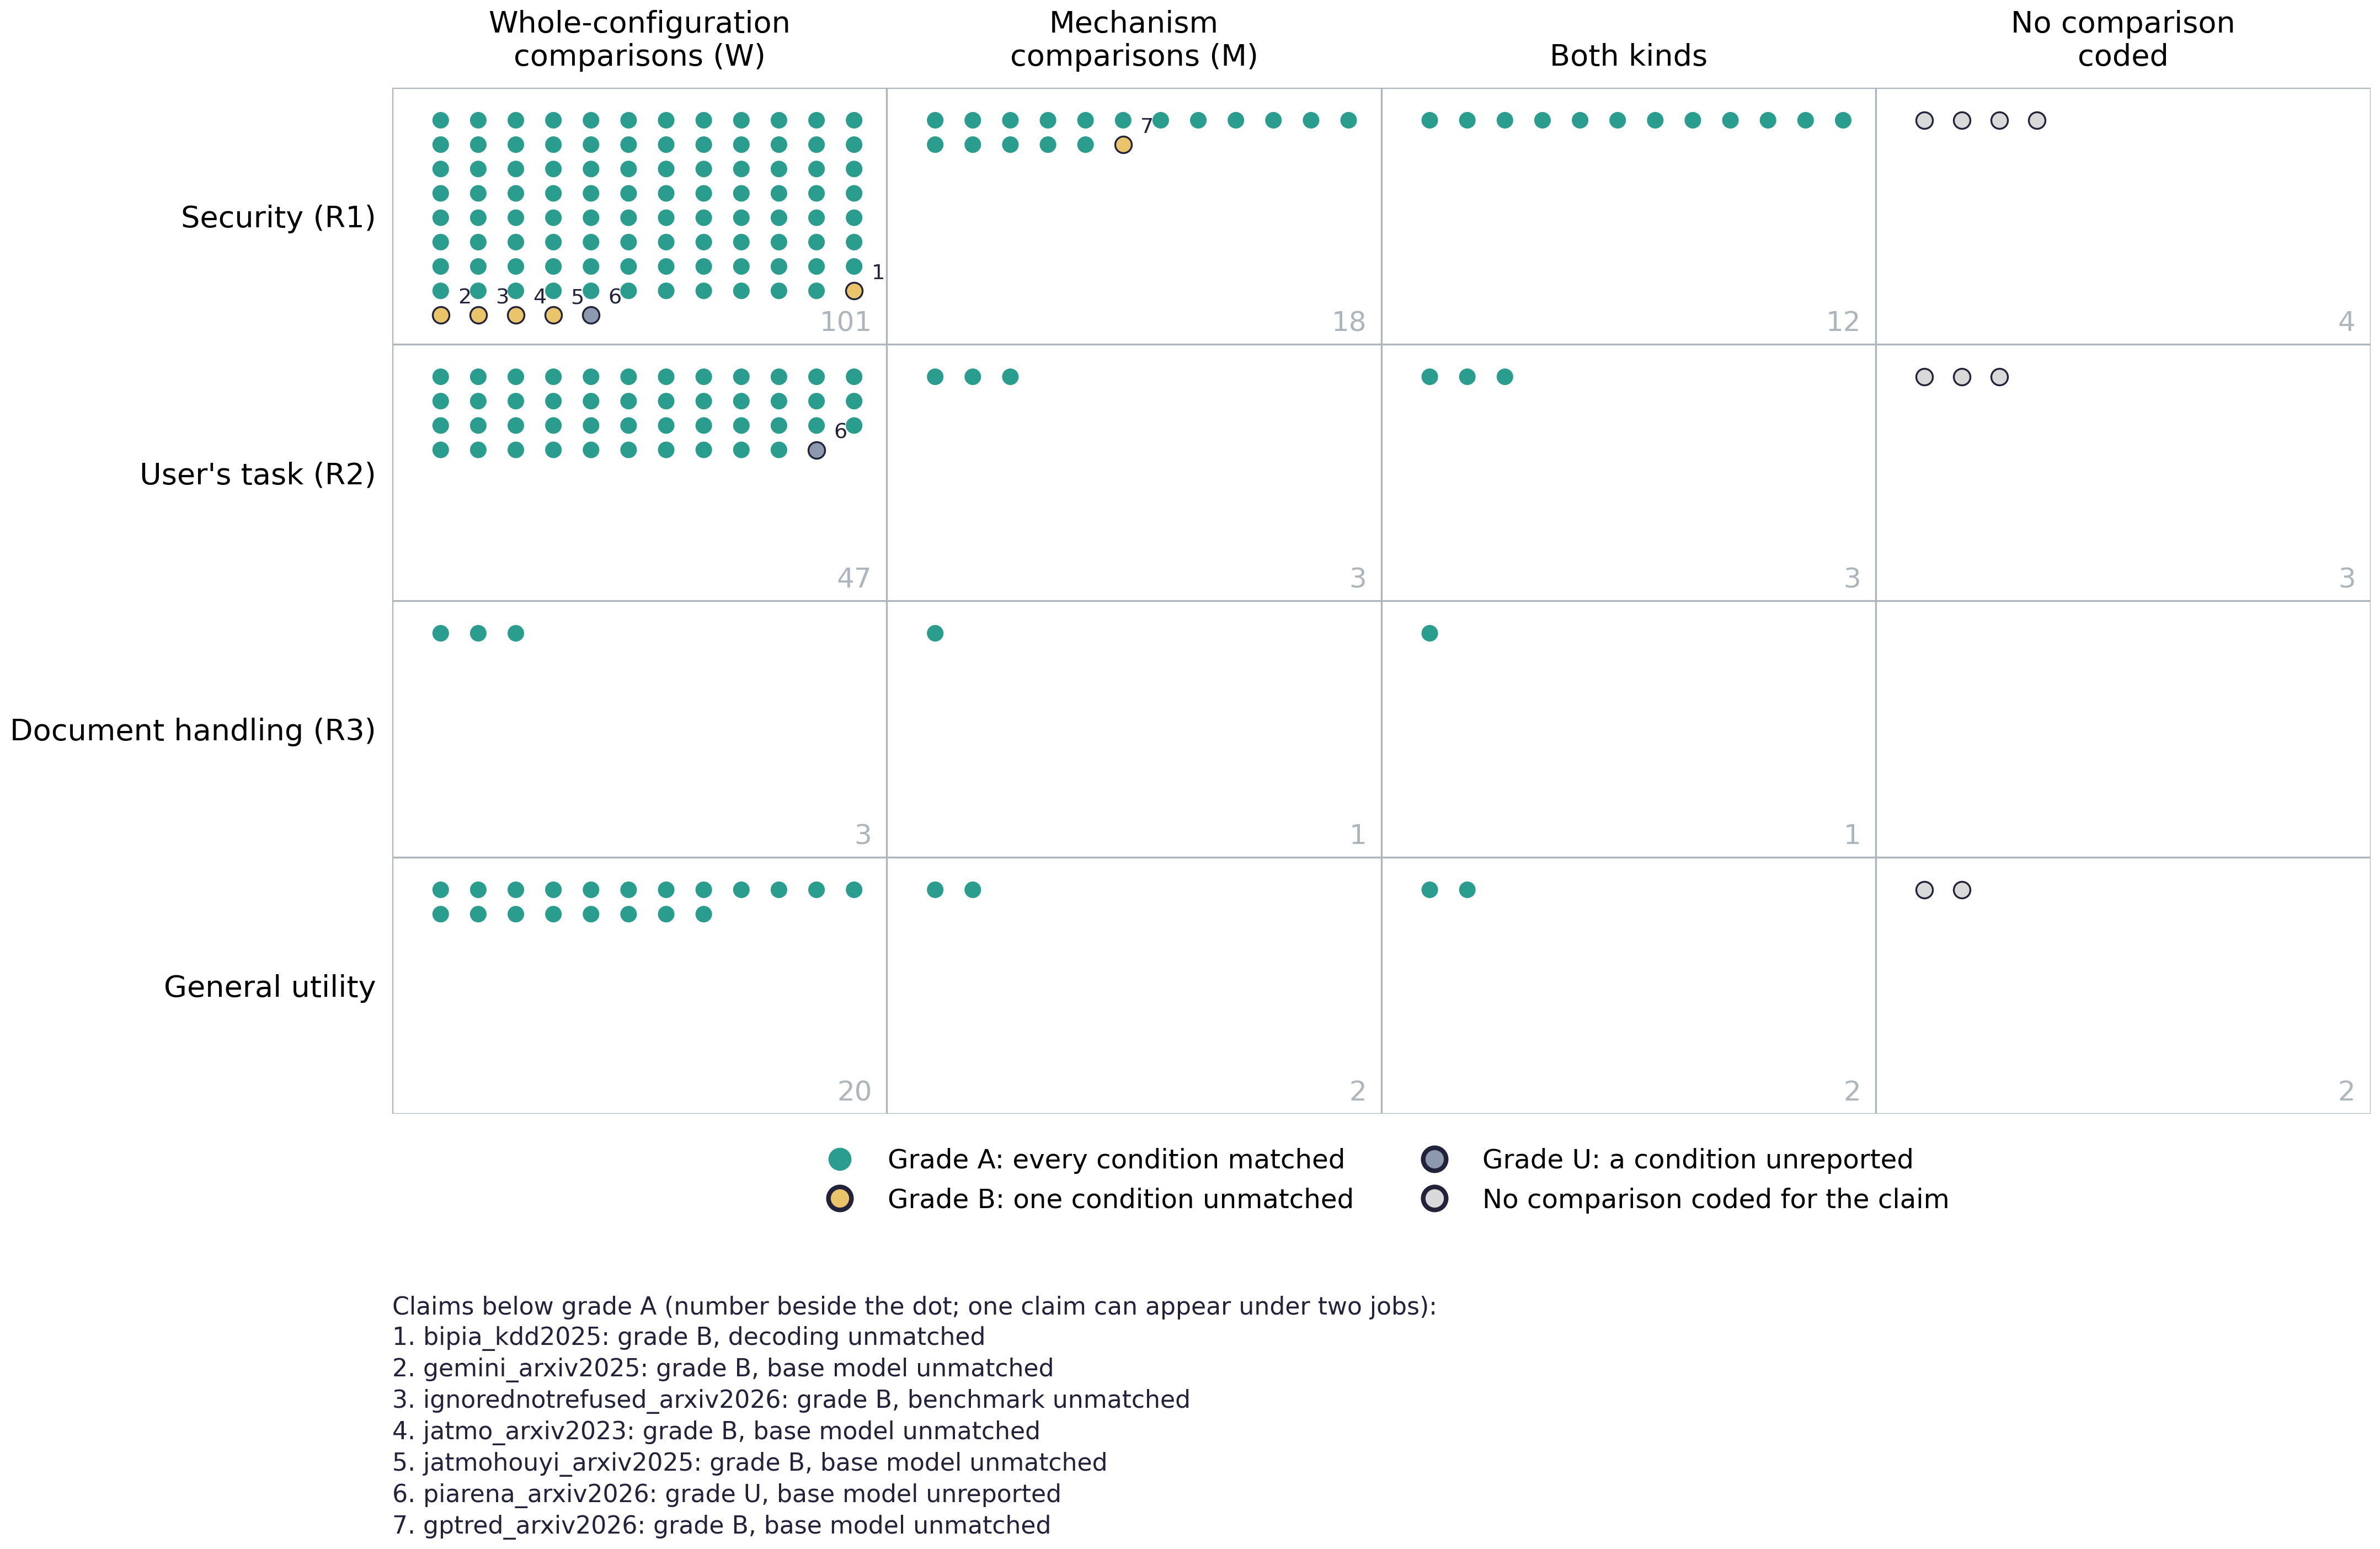 Whole-configuration
comparisons (W)
Mechanism
comparisons (M)
Both kinds
No comparison
coded
Security (R1)
7
1
2 3 4 5 6
101
18
12
4
User's task (R2)
6
47
3
3
3
Document handling (R3)
3
1
1
General utility
20
2
2
2
Grade A: every condition matched
Grade B: one condition unmatched
Grade U: a condition unreported
No comparison coded for the claim
Claims below grade A (number beside the dot; one claim can appear under two jobs):
1. bipia_kdd2025: grade B, decoding unmatched
2. gemini_arxiv2025: grade B, base model unmatched
3. ignorednotrefused_arxiv2026: grade B, benchmark unmatched
4. jatmo_arxiv2023: grade B, base model unmatched
5. jatmohouyi_arxiv2025: grade B, base model unmatched
6. piarena_arxiv2026: grade U, base model unreported
7. gptred_arxiv2026: grade B, base model unmatched